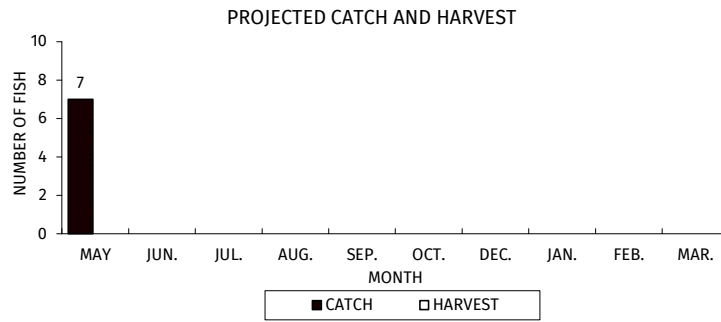 PROJECTED CATCH AND HARVEST
10
8
6
4
2
0
NUMBER OF FISH
7
MAY JUN. JUL. AUG. SEP. OCT. DEC. JAN. FEB. MAR.
MONTH
CATCH HARVEST